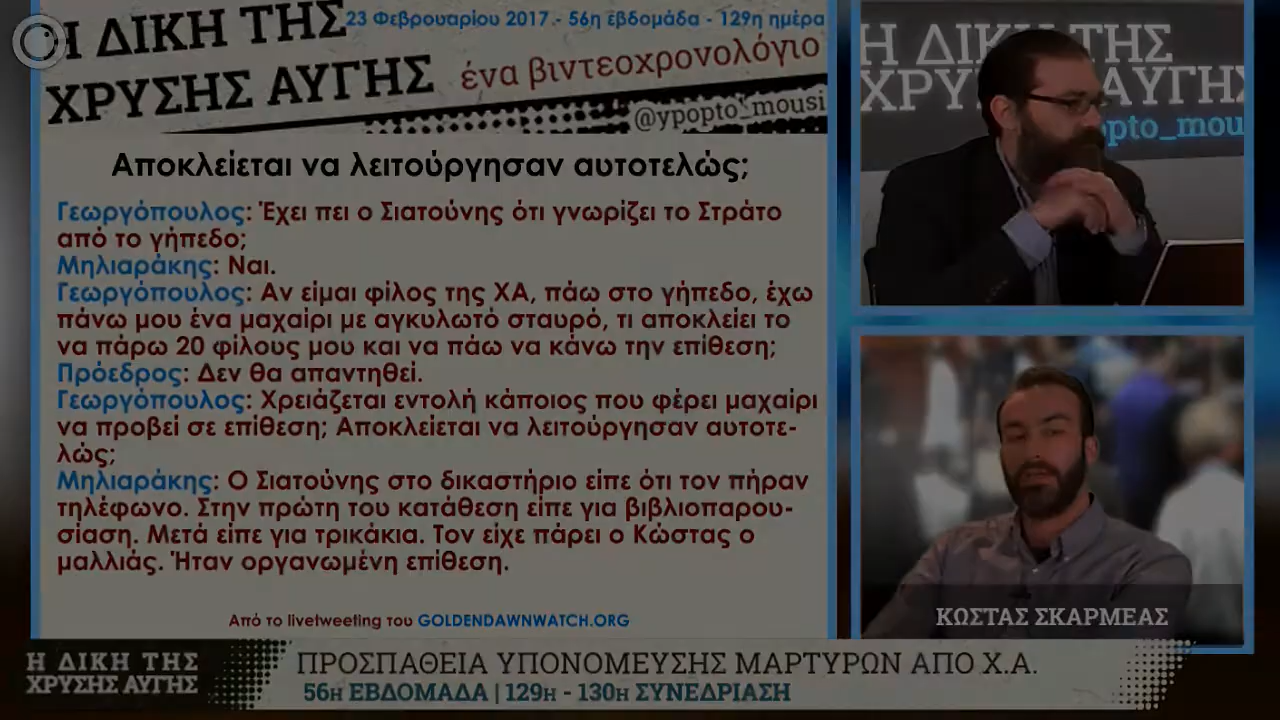 Η ΔΙΚΗ ΤΗΣ
23 Φεβρουαρίου 2017 - 56η έβδομάδα - 129η ημέρα
ΧΡΥΣΗΣ ΑΥΓΗΣ
ένα βιντεοχρονολόγιο
@ypopto_mousi
Αποκλείεται να λειτούργησαν αυτοτελώς;
Γεωργόπουλος: Έχει πει ο Σιατούνης ότι γνωρίζει το Στράτο
από το γήπεδο;
Μηλιαράκης: Ναι.
Γεωργόπουλος: Αν είμαι φίλος της ΧΑ, πάω στο γήπεδο, έχω
πάνω μου ένα μαχαίρι με αγκυλωτό σταυρό, τι αποκλείει το
να πάρω 20 φίλους μου και να πάω να κάνω την επίθεση;
Πρόεδρος: Δεν θα απαντηθεί.
Γεωργόπουλος: Χρειάζεται εντολή κάποιος που φέρει μαχαίρι
να προβεί σε επίθεση; Αποκλείεται να λειτούργησαν αυτοτε-
λώς;
Μηλιαράκης: Ο Σιατούνης στο δικαστήριο είπε ότι τον πήραν
τηλέφωνο. Στην πρώτη του κατάθεση είπε για βιβλιοπαρου-
σίαση. Μετά είπε για τρικάκια. Τον είχε πάρει ο Κώστας ο
μαλλιάς. Ήταν οργανωμένη επίθεση.
Από το livetweeting του GOLDENDAWNWATCH.ORG
Η ΔΙΚΗ ΤΗΣ
ΧΡΥΣΗΣ ΑΥΓΗΣ
opto_mou
ΚΩΣΤΑΣ ΣΚΑΡΜΕΑΣ
Η ΔΙΚΗ ΤΗΣ
ΧΡΥΣΗΣ ΑΥΓΗΣ
ΠΡΟΣΠΑΘΕΙΑ ΥΠΟΝΟΜΕΥΣΗΣ ΜΑΡΤΥΡΩΝ ΑΠΟ Χ.Α.
56Η ΕΒΔΟΜΑΔΑ | 129Η - 130Η ΣΥΝΕΔΡΙΑΣΗ